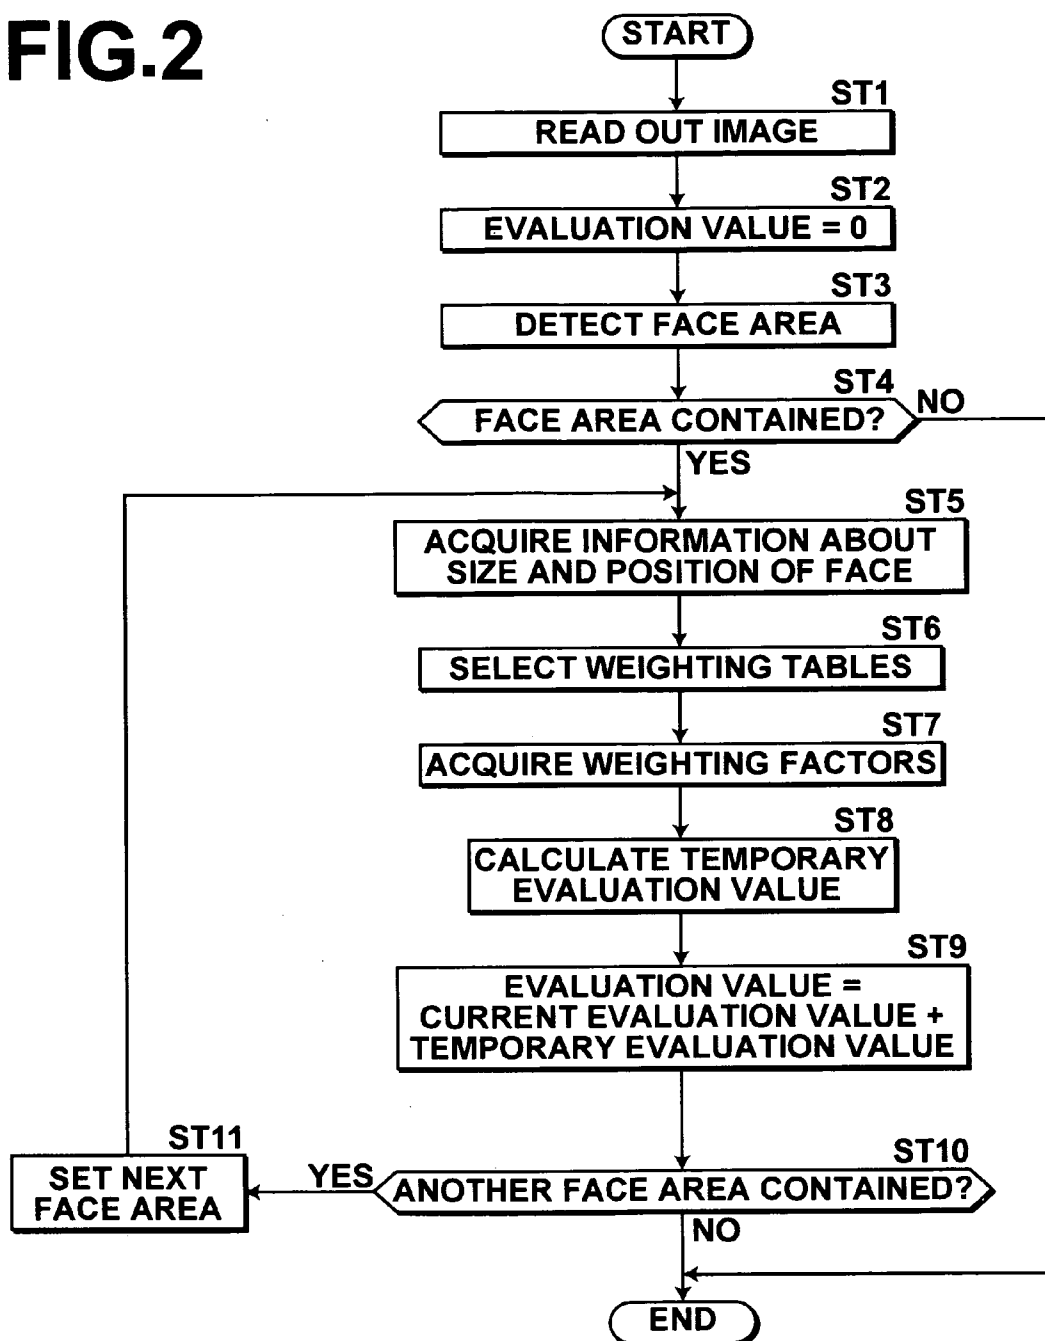 FIG.2
START
ST1
READ OUT IMAGE
ST2
EVALUATION VALUE = 0
ST3
DETECT FACE AREA
ST4
FACE AREA CONTAINED?
NO
YES
ST5
ACQUIRE INFORMATION ABOUT
SIZE AND POSITION OF FACE
ST6
SELECT WEIGHTING TABLES
ST7
ACQUIRE WEIGHTING FACTORS
ST8
CALCULATE TEMPORARY
EVALUATION VALUE
ST9
EVALUATION VALUE =
CURRENT EVALUATION VALUE +
TEMPORARY EVALUATION VALUE
ST10
ANOTHER FACE AREA CONTAINED?
YES
ST11
SET NEXT
FACE AREA
NO
END